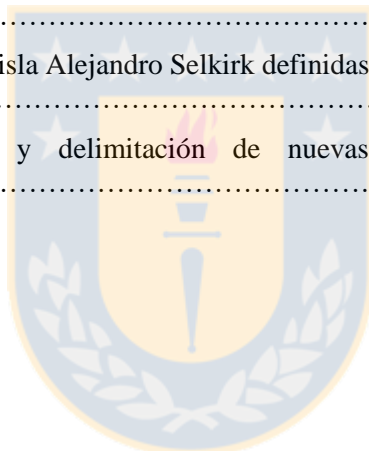 ………………………………………
isla Alejandro Selkirk definidas
………………………………………
y delimitación de nuevas
………………………………………